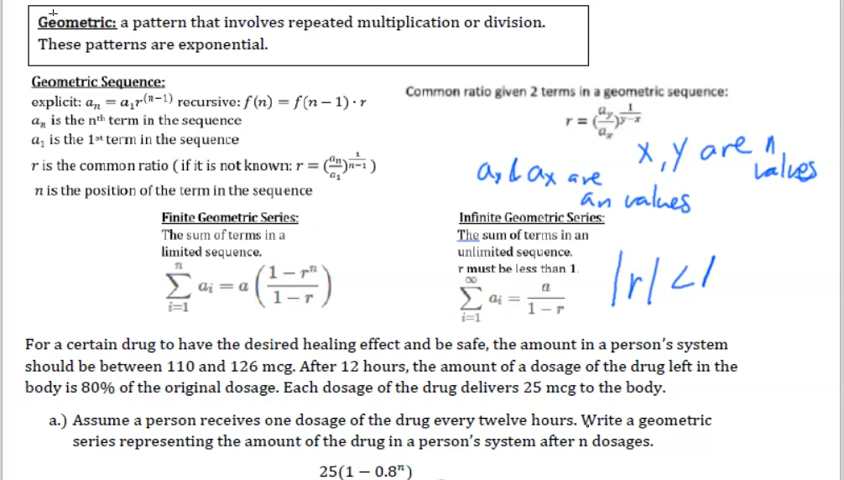 Geometric: a pattern that involves repeated multiplication or division.
These patterns are exponential.
Geometric Sequence:
explicit: aₙ = a₁r⁽ⁿ⁻¹⁾ recursive: f(n) = f(n − 1) · r
aₙ is the nᵗʰ term in the sequence
a₁ is the 1ˢᵗ term in the sequence
r is the common ratio ( if it is not known: r = (aₙ/a₁)^(1/(n−1)) )
n is the position of the term in the sequence
Common ratio given 2 terms in a geometric sequence:
r = (a_y/a_x)^(1/(y−x))
x, y are n
values
a_x are
an values
Finite Geometric Series:
The sum of terms in a
limited sequence.
∑_{i=1}^{n} aᵢ = a((1 − rⁿ)/(1 − r))
Infinite Geometric Series:
The sum of terms in an
unlimited sequence.
r must be less than 1.
∑_{i=1}^{∞} aᵢ = a/(1 − r)
|r| < 1
For a certain drug to have the desired healing effect and be safe, the amount in a person's system
should be between 110 and 126 mcg. After 12 hours, the amount of a dosage of the drug left in the
body is 80% of the original dosage. Each dosage of the drug delivers 25 mcg to the body.
a.) Assume a person receives one dosage of the drug every twelve hours. Write a geometric
series representing the amount of the drug in a person's system after n dosages.
25(1 − 0.8ⁿ)